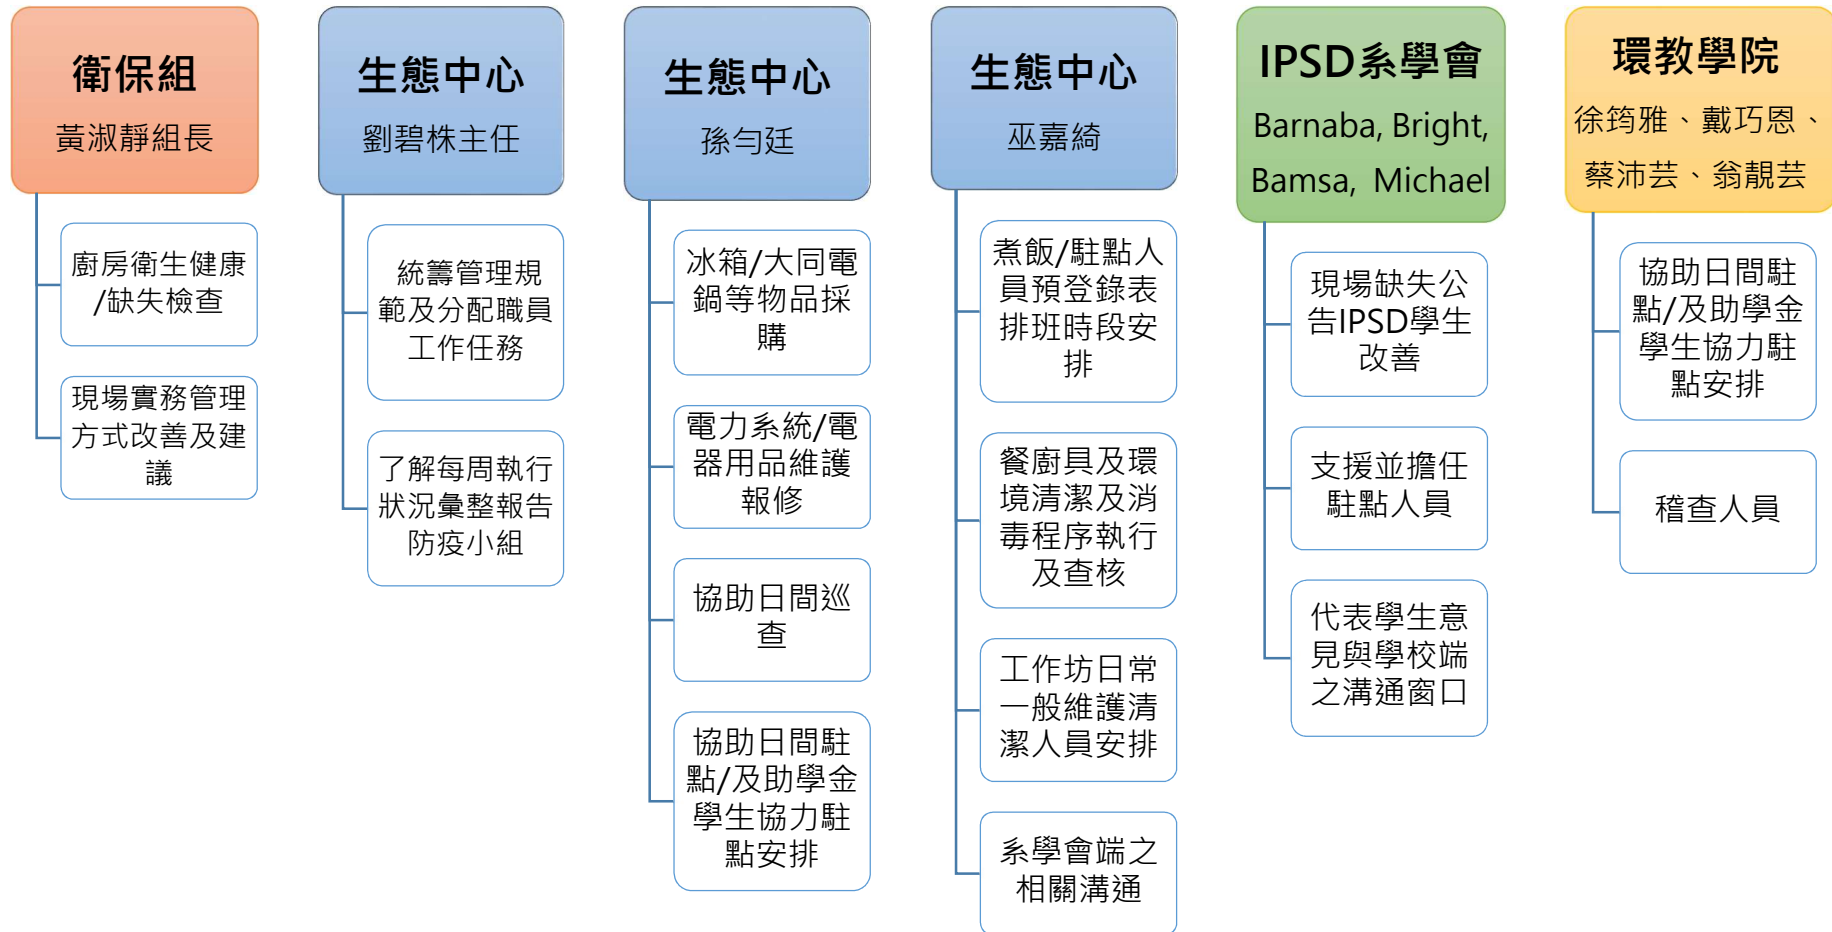 衛保組
黃淑靜組長
廚房衛生健康
/缺失檢查
現場實務管理
方式改善及建
議
生態中心
劉碧株主任
統籌管理規
範及分配職員
工作任務
了解每周執行
狀況彙整報告
防疫小組
生態中心
孫勻廷
冰箱/大同電
鍋等物品採
購
電力系統/電
器用品維護
報修
協助日間巡
查
協助日間駐
點/及助學金
學生協力駐
點安排
生態中心
巫嘉綺
煮飯/駐點人
員預登錄表
排班時段安
排
餐廚具及環
境清潔及消
毒程序執行
及查核
工作坊日常
一般維護清
潔人員安排
系學會端之
相關溝通
IPSD系學會
Barnaba, Bright,
Bamsa, Michael
現場缺失公
告IPSD學生
改善
支援並擔任
駐點人員
代表學生意
見與學校端
之溝通窗口
環教學院
徐筠雅、戴巧恩、
蔡沛芸、翁靚芸
協助日間駐
點/及助學金
學生協力駐
點安排
稽查人員